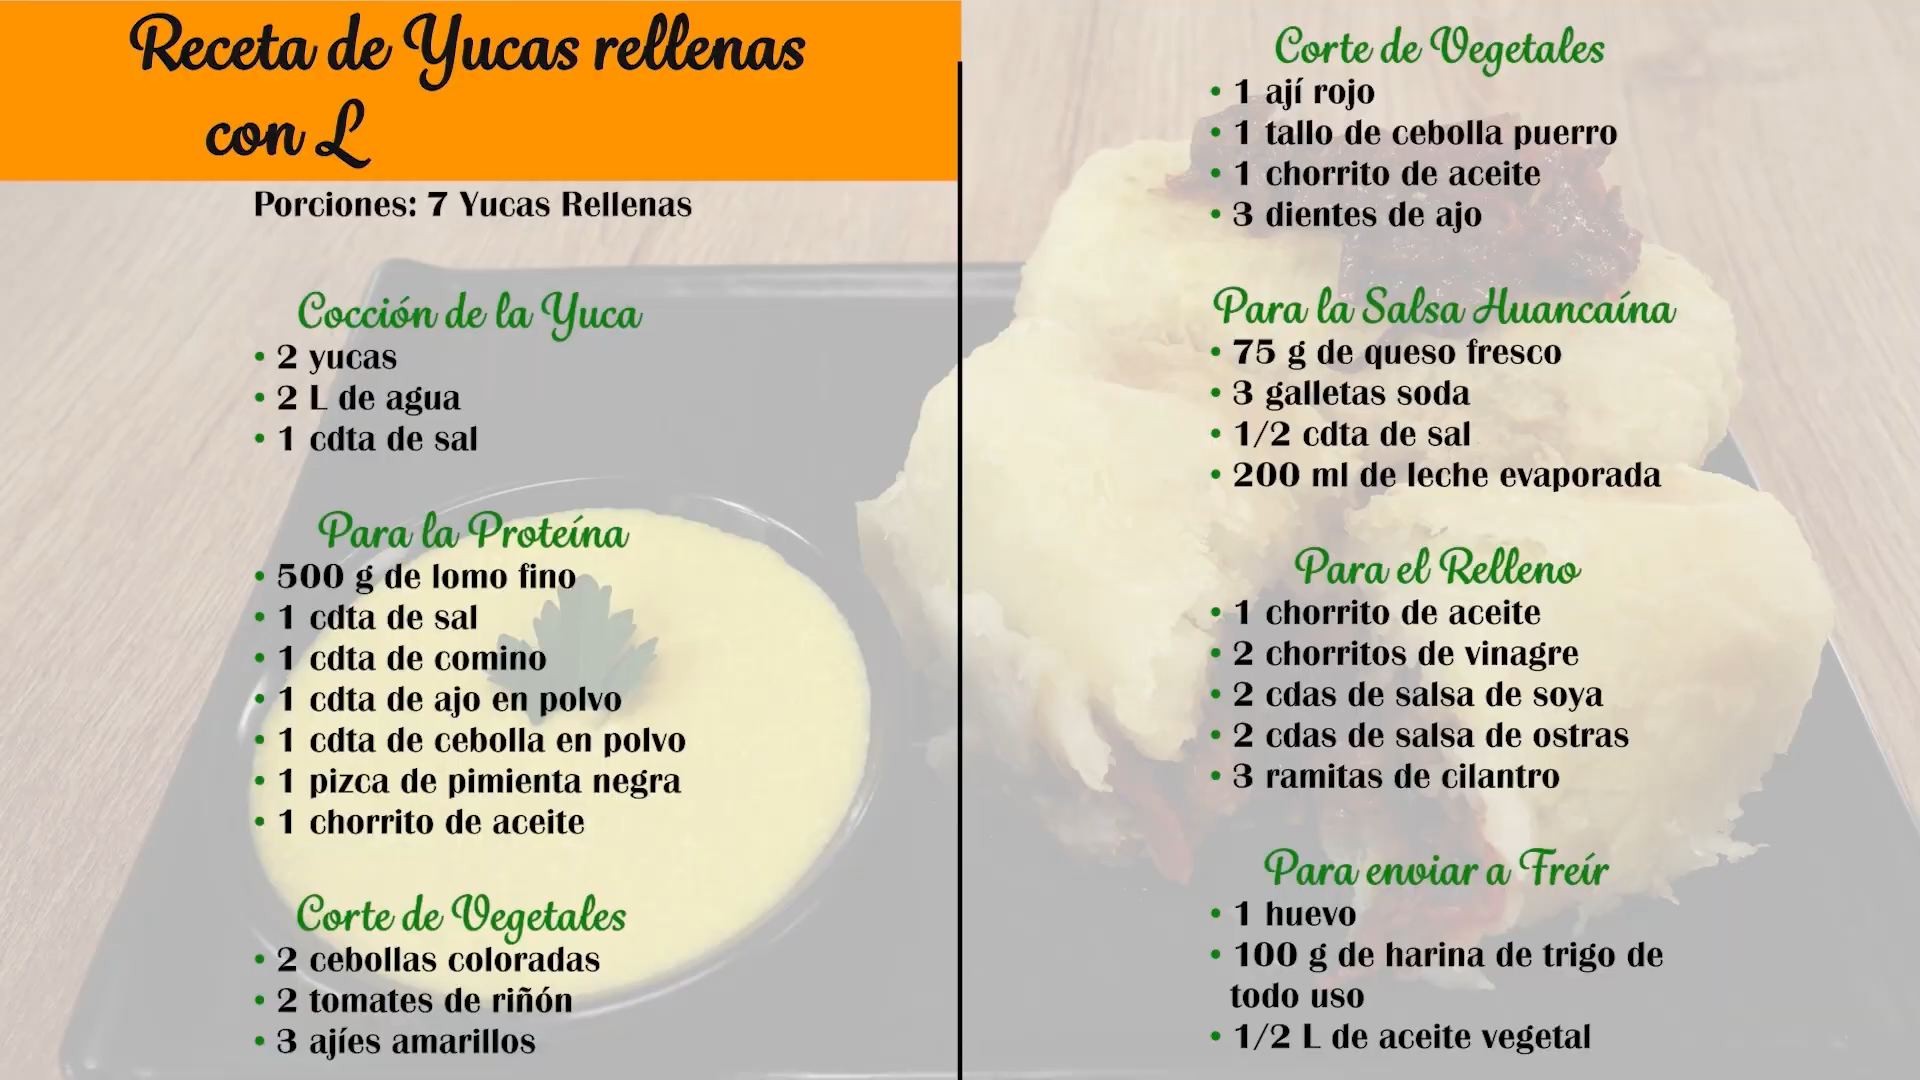 Receta de Yucas rellenas
con L
Porciones: 7 Yucas Rellenas
Cocción de la Yuca
• 2 yucas
• 2 L de agua
• 1 cdta de sal
Para la Proteína
• 500 g de lomo fino
• 1 cdta de sal
• 1 cdta de comino
• 1 cdta de ajo en polvo
• 1 cdta de cebolla en polvo
• 1 pizca de pimienta negra
• 1 chorrito de aceite
Corte de Vegetales
• 2 cebollas coloradas
• 2 tomates de riñón
• 3 ajíes amarillos
Corte de Vegetales
• 1 ají rojo
• 1 tallo de cebolla puerro
• 1 chorrito de aceite
• 3 dientes de ajo
Para la Salsa Huancaína
• 75 g de queso fresco
• 3 galletas soda
• 1/2 cdta de sal
• 200 ml de leche evaporada
Para el Relleno
• 1 chorrito de aceite
• 2 chorritos de vinagre
• 2 cdas de salsa de soya
• 2 cdas de salsa de ostras
• 3 ramitas de cilantro
Para enviar a Freír
• 1 huevo
• 100 g de harina de trigo de
todo uso
• 1/2 L de aceite vegetal